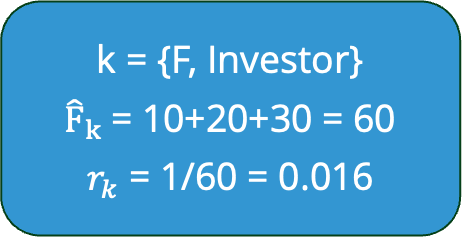 k = {F, Investor}
F̂ₖ = 10+20+30 = 60
rₖ = 1/60 = 0.016